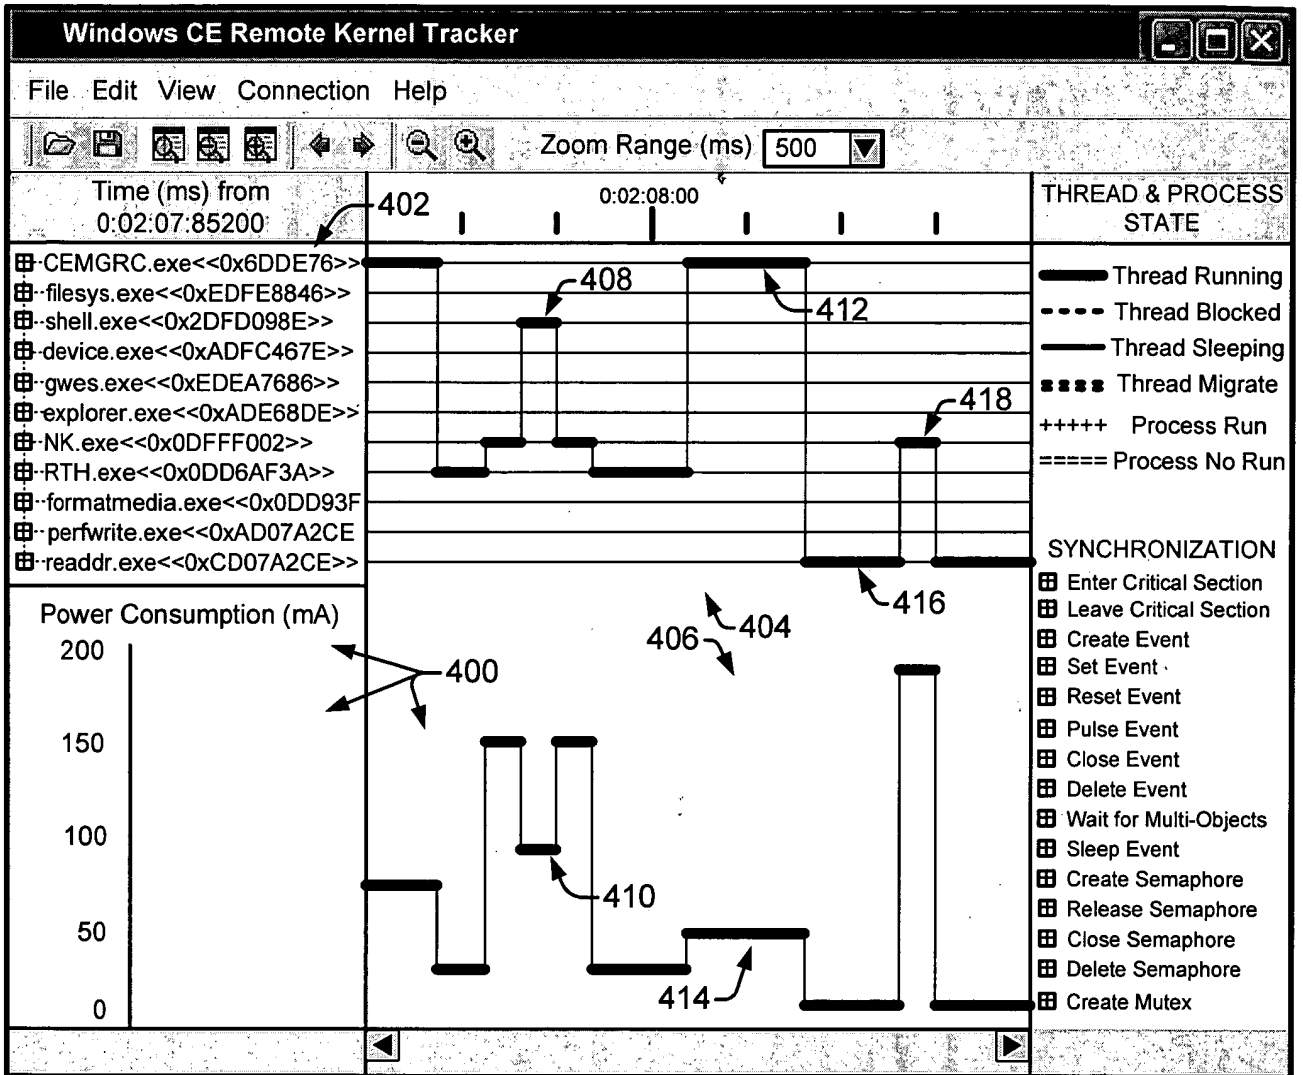 Windows CE Remote Kernel Tracker
File Edit View Connection Help
Zoom Range (ms) 500
Time (ms) from
0:02:07:85200
402
0:02:08:00
THREAD & PROCESS
STATE
CEMGRC.exe<<0x6DDE76>>
filesys.exe<<0xEDFE8846>>
shell.exe<<0x2DFD098E>>
device.exe<<0xADFC467E>>
gwes.exe<<0xEDEA7686>>
explorer.exe<<0xADE68DE>>
NK.exe<<0x0DFFF002>>
RTH.exe<<0x0DD6AF3A>>
formatmedia.exe<<0x0DD93F
perfwrite.exe<<0xAD07A2CE
readdr.exe<<0xCD07A2CE>>
408
412
418
416
404
406
Thread Running
Thread Blocked
Thread Sleeping
Thread Migrate
+++++ Process Run
===== Process No Run
SYNCHRONIZATION
Enter Critical Section
Leave Critical Section
Create Event
Set Event
Reset Event
Pulse Event
Close Event
Delete Event
Wait for Multi-Objects
Sleep Event
Create Semaphore
Release Semaphore
Close Semaphore
Delete Semaphore
Create Mutex
Power Consumption (mA)
200
150
100
50
0
400
410
414